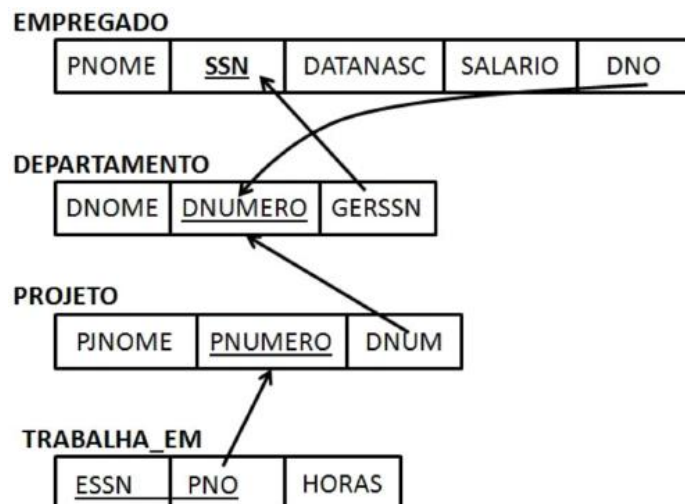 EMPREGADO
PNOME SSN DATANASC SALARIO DNO
DEPARTAMENTO
DNOME DNUMERO GERSSN
PROJETO
PJNOME PNUMERO DNUM
TRABALHA_EM
ESSN PNO HORAS